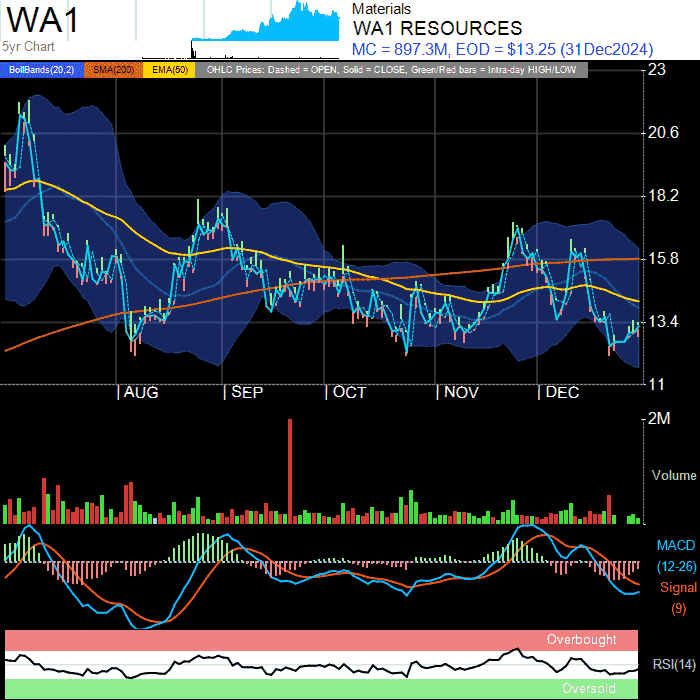 WA1
5yr Chart
Materials
WA1 RESOURCES
MC = 897.3M, EOD = $13.25 (31Dec2024)
BollBands(20,2) SMA(200) EMA(50) OHLC Prices: Dashed = OPEN, Solid = CLOSE, Green/Red bars = Intra-day HIGH/LOW
23
20.6
18.2
15.8
13.4
11
AUG SEP OCT NOV DEC
2M
Volume
MACD
(12-26)
Signal
(9)
Overbought
RSI(14)
Oversold